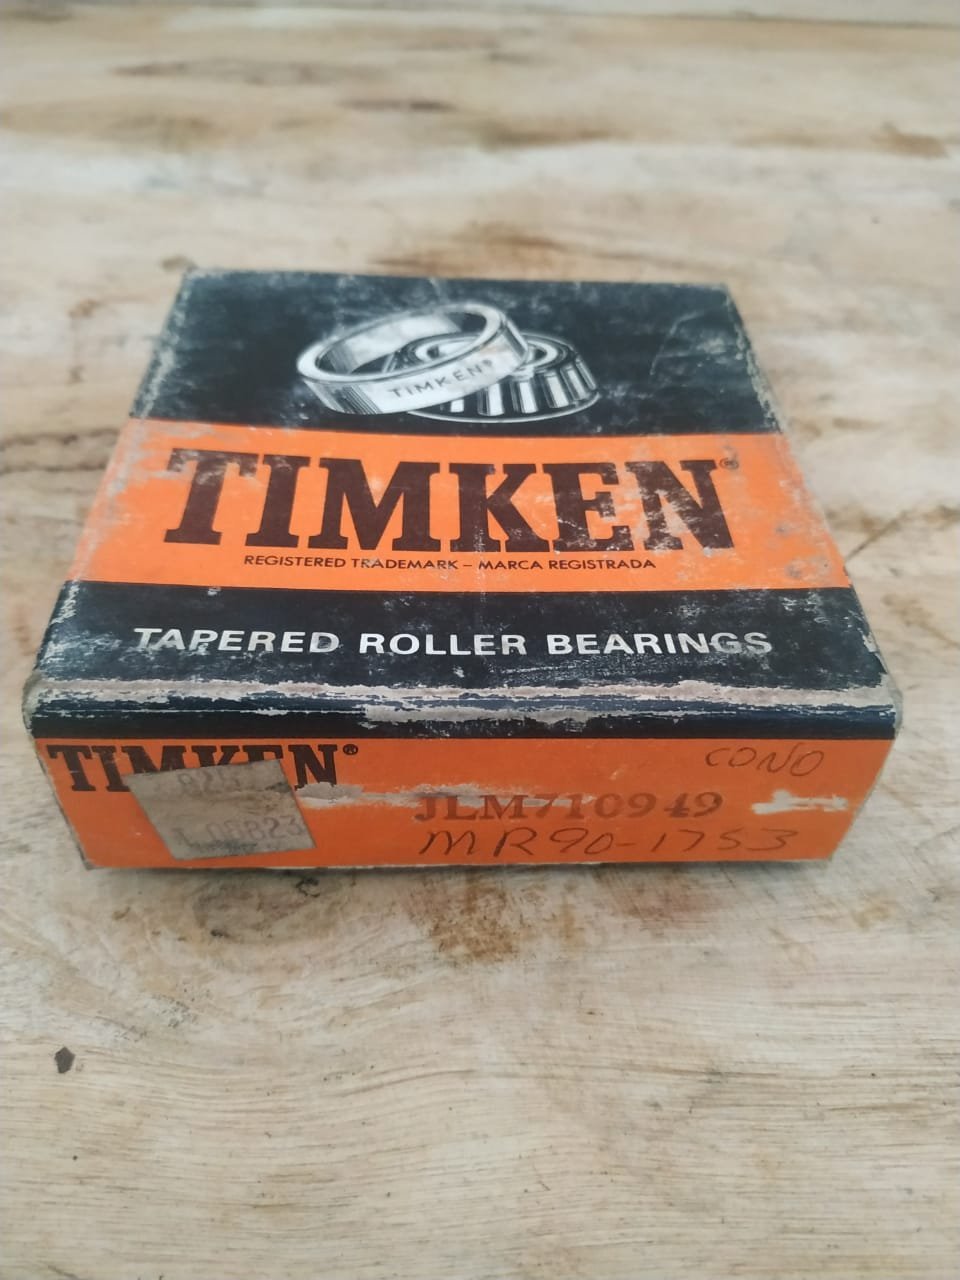 TIMKEN®
TIMKEN®
REGISTERED TRADEMARK – MARCA REGISTRADA
TAPERED ROLLER BEARINGS
TIMKEN®
CONO
JLM710949
MR90-1753